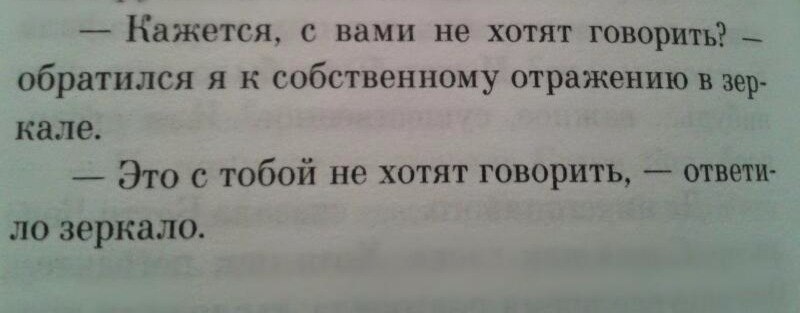 — Кажется, с вами не хотят говорить? –
обратился я к собственному отражению в зер-
кале.
— Это с тобой не хотят говорить, — ответи-
ло зеркало.